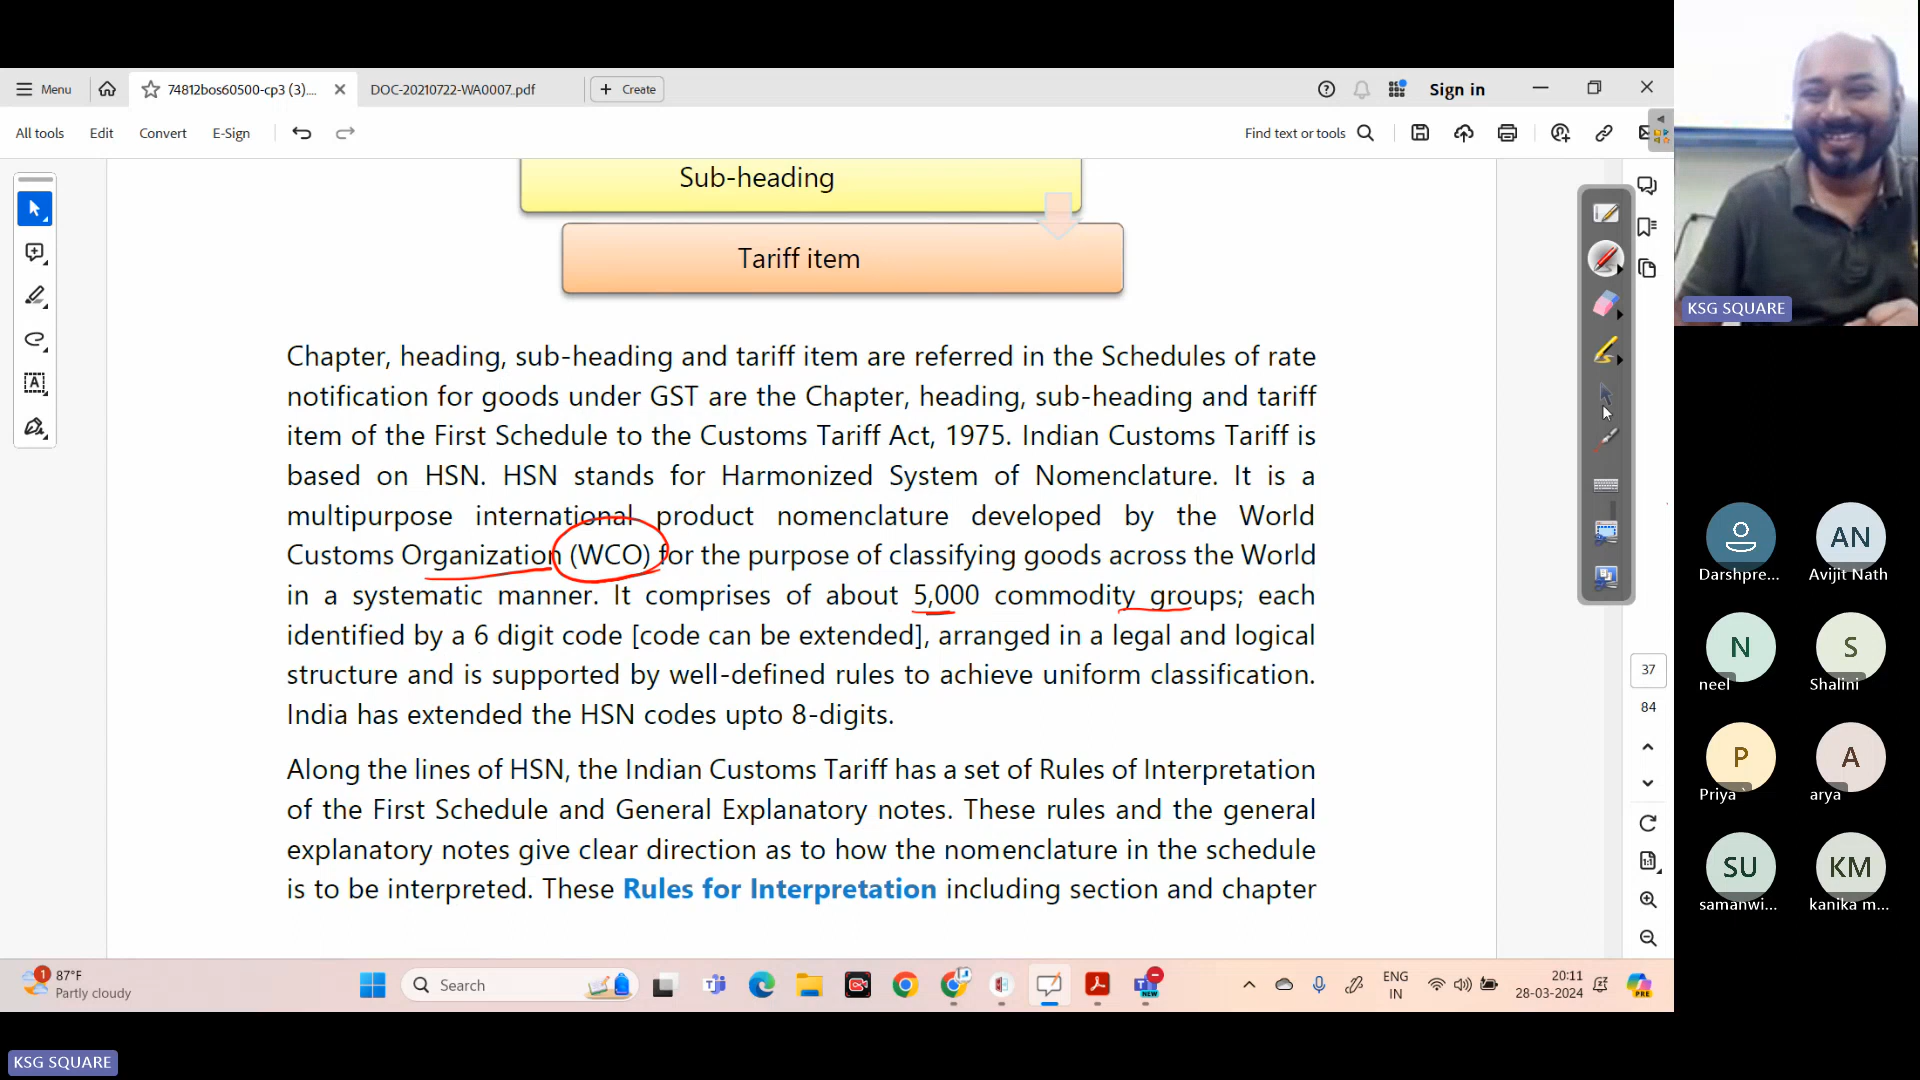 Menu
74812bos60500-cp3 (3)....
DOC-20210722-WA0007..pdf
Create
Sign in
All tools
Edit
Convert
E-Sign
Find text or tools
Sub-heading
Tariff item
Chapter, heading, sub-heading and tariff item are referred in the Schedules of rate
notification for goods under GST are the Chapter, heading, sub-heading and tariff
item of the First Schedule to the Customs Tariff Act, 1975. Indian Customs Tariff is
based on HSN. HSN stands for Harmonized System of Nomenclature. It is a
multipurpose international product nomenclature developed by the World
Customs Organization (WCO) for the purpose of classifying goods across the World
in a systematic manner. It comprises of about 5,000 commodity groups; each
identified by a 6 digit code [code can be extended], arranged in a legal and logical
structure and is supported by well-defined rules to achieve uniform classification.
India has extended the HSN codes upto 8-digits.
Along the lines of HSN, the Indian Customs Tariff has a set of Rules of Interpretation
of the First Schedule and General Explanatory notes. These rules and the general
explanatory notes give clear direction as to how the nomenclature in the schedule
is to be interpreted. These Rules for Interpretation including section and chapter
37
84
KSG SQUARE
Darshpre...
AN
Avijit Nath
N
neel
S
Shalini
P
Priya `
A
arya
SU
samanwi...
KM
kanika m...
1
87°F
Partly cloudy
Search
NEW
ENG
IN
20:11
28-03-2024
PRE
KSG SQUARE